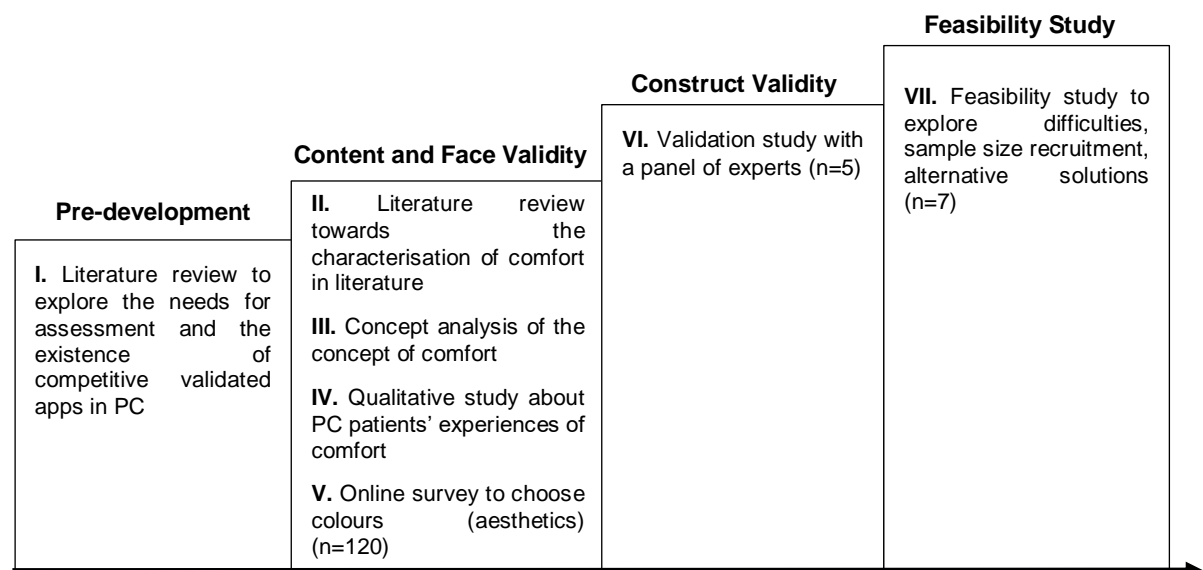 Pre-development
I. Literature review to
explore the needs for
assessment and the
existence of
competitive validated
apps in PC
Content and Face Validity
II. Literature review
towards the
characterisation of comfort
in literature
III. Concept analysis of the
concept of comfort
IV. Qualitative study about
PC patients’ experiences of
comfort
V. Online survey to choose
colours (aesthetics)
(n=120)
Construct Validity
VI. Validation study with
a panel of experts (n=5)
Feasibility Study
VII. Feasibility study to
explore difficulties,
sample size recruitment,
alternative solutions
(n=7)